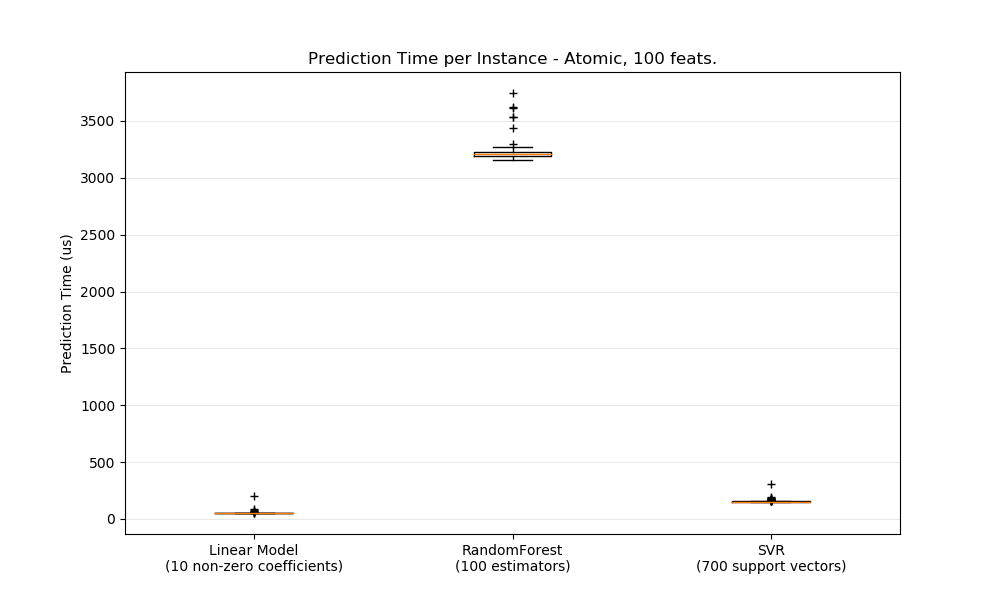 Prediction Time per Instance - Atomic, 100 feats.
Prediction Time (us)
3500
3000
2500
2000
1500
1000
500
0
Linear Model
(10 non-zero coefficients)
RandomForest
(100 estimators)
SVR
(700 support vectors)